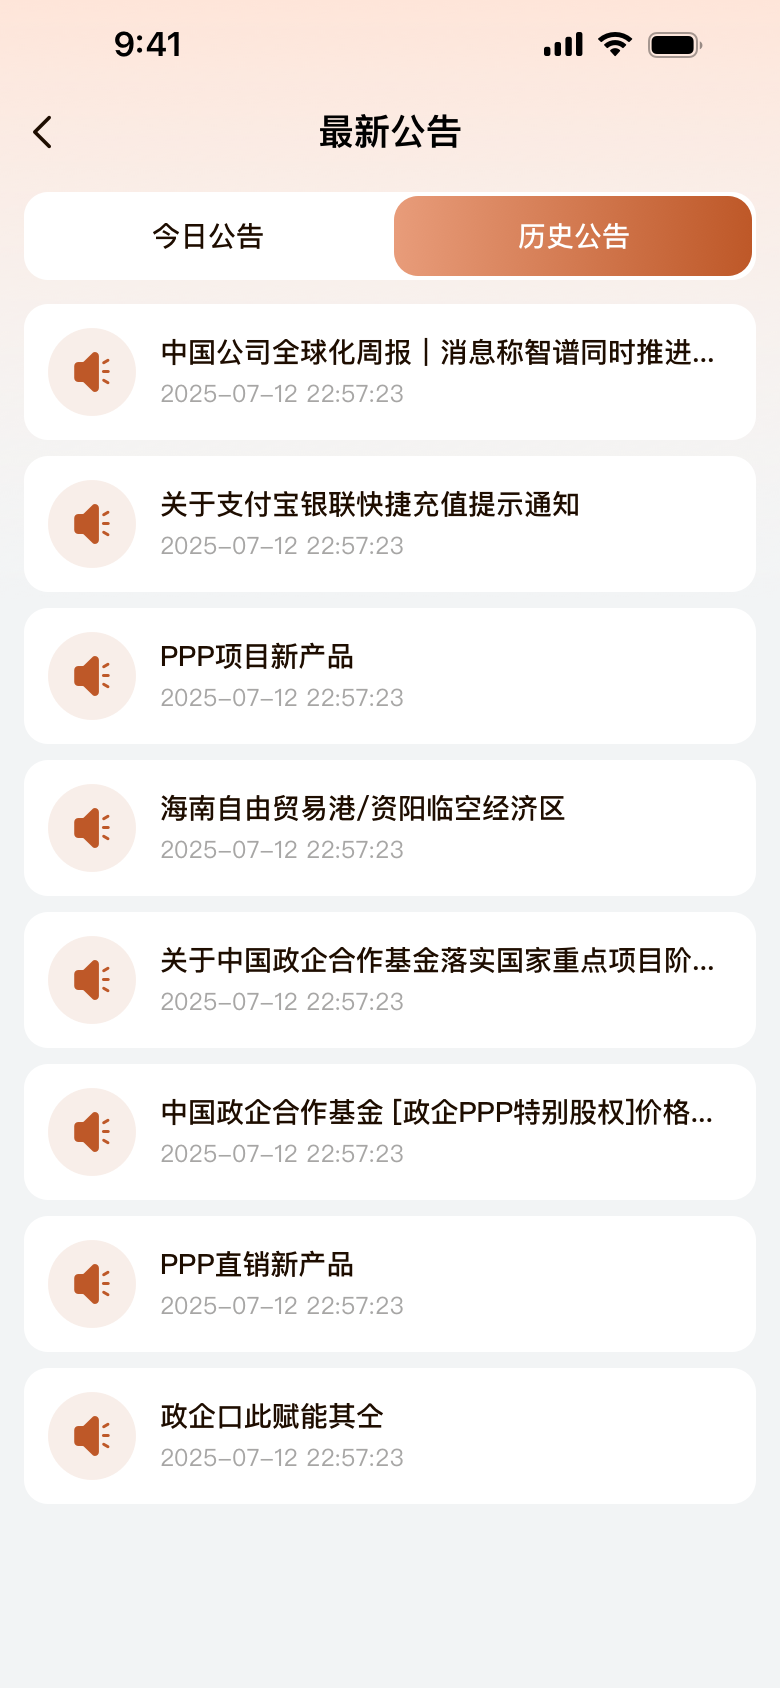 9:41
最新公告
今日公告
历史公告
中国公司全球化周报｜消息称智谱同时推进...
2025-07-12 22:57:23
关于支付宝银联快捷充值提示通知
2025-07-12 22:57:23
PPP项目新产品
2025-07-12 22:57:23
海南自由贸易港/资阳临空经济区
2025-07-12 22:57:23
关于中国政企合作基金落实国家重点项目阶...
2025-07-12 22:57:23
中国政企合作基金 [政企PPP特别股权]价格...
2025-07-12 22:57:23
PPP直销新产品
2025-07-12 22:57:23
政企口此赋能其仝
2025-07-12 22:57:23